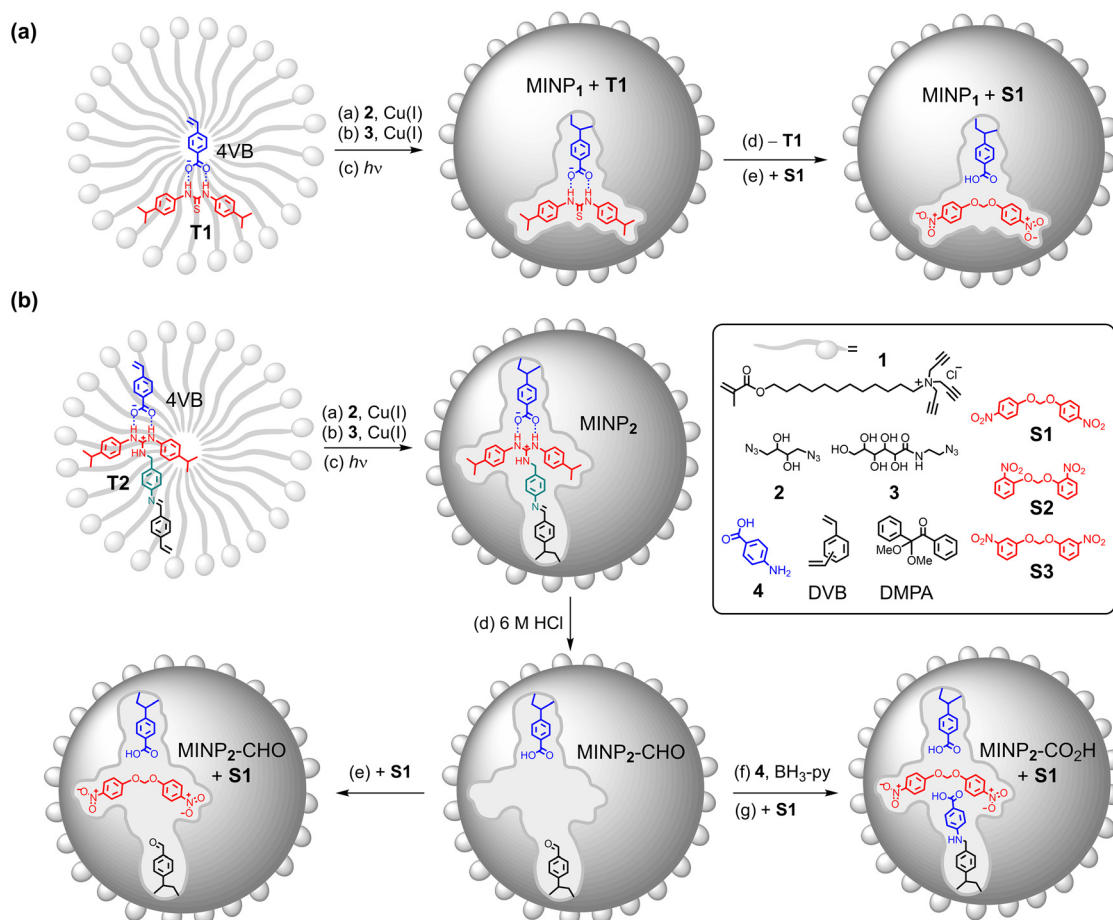 (a)
4VB
T1
(a) 2, Cu(I)
(b) 3, Cu(I)
(c) hν
MINP1 + T1
(d) – T1
(e) + S1
MINP1 + S1
(b)
4VB
T2
(a) 2, Cu(I)
(b) 3, Cu(I)
(c) hν
MINP2
= 1
Cl−
S1
2
3
S2
4
DVB
DMPA
S3
(d) 6 M HCl
MINP2-CHO
+ S1
(e) + S1
MINP2-CHO
(f) 4, BH3-py
(g) + S1
MINP2-CO2H
+ S1